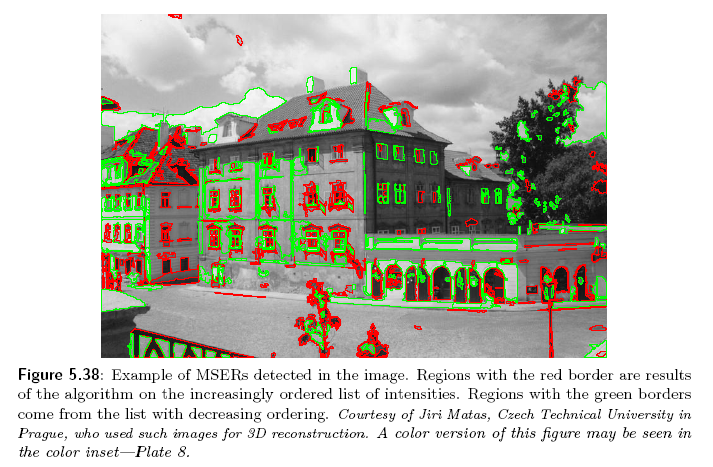 Figure 5.38: Example of MSERs detected in the image. Regions with the red border are results
of the algorithm on the increasingly ordered list of intensities. Regions with the green borders
come from the list with decreasing ordering. Courtesy of Jiri Matas, Czech Technical University in
Prague, who used such images for 3D reconstruction. A color version of this figure may be seen in
the color inset—Plate 8.